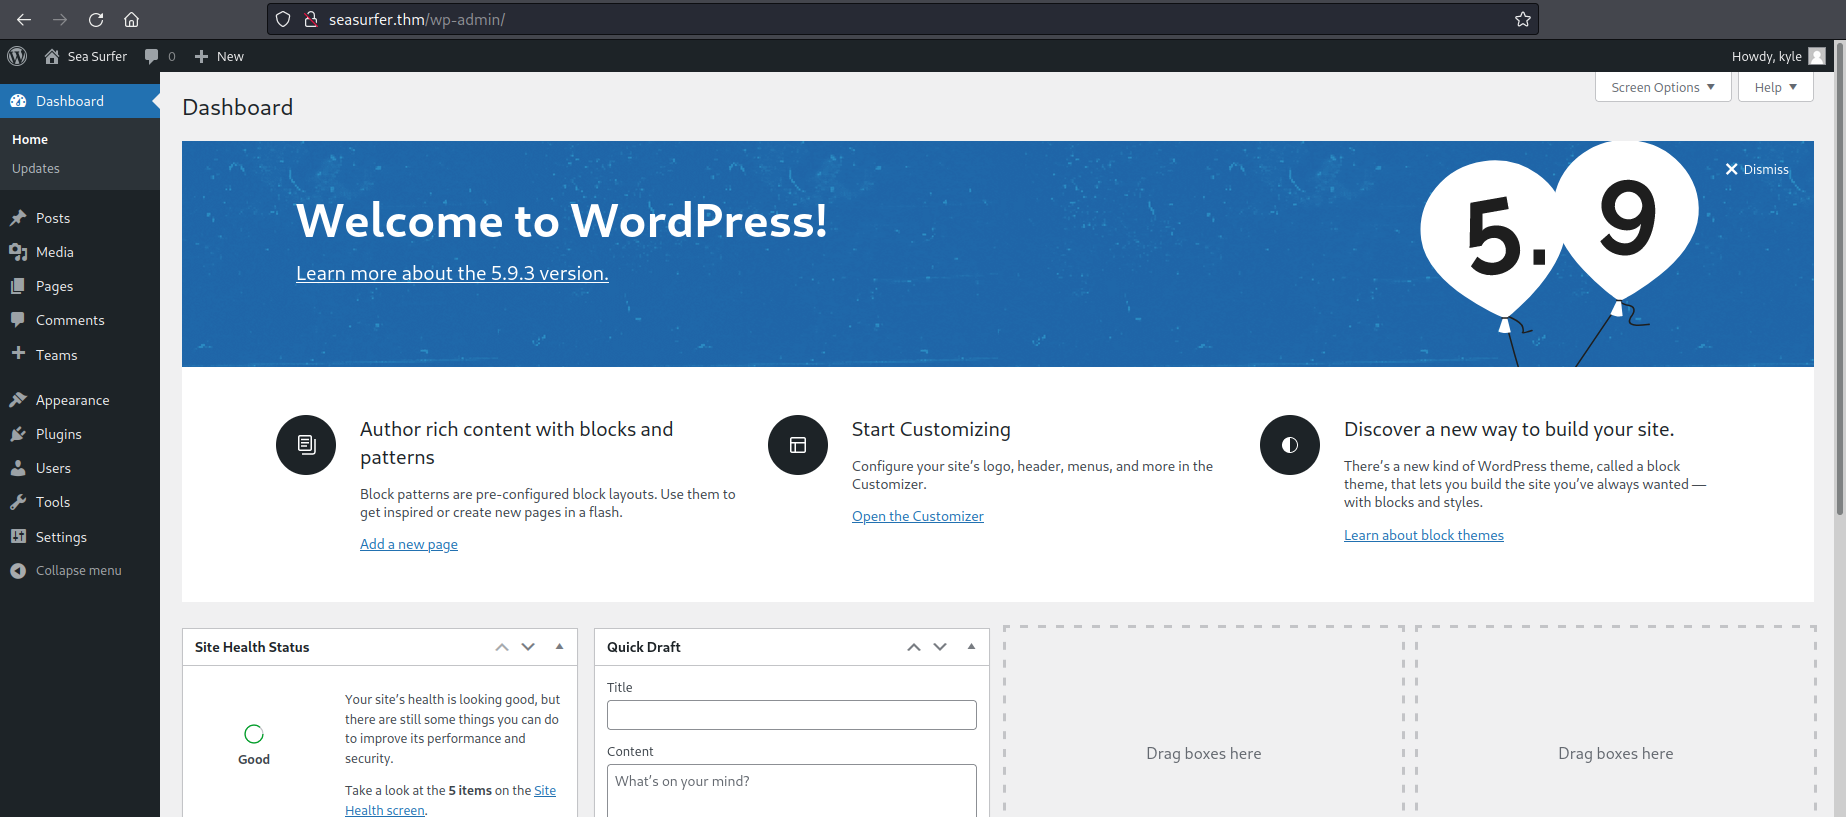 seasurfer.thm/wp-admin/
Sea Surfer 0 New Howdy, kyle
Dashboard
Home
Updates
Posts
Media
Pages
Comments
Teams
Appearance
Plugins
Users
Tools
Settings
Collapse menu
Screen Options Help
Dashboard
Dismiss
Welcome to WordPress!
Learn more about the 5.9.3 version.
5.9
Author rich content with blocks and
patterns
Block patterns are pre-configured block layouts. Use them to
get inspired or create new pages in a flash.
Add a new page
Start Customizing
Configure your site’s logo, header, menus, and more in the
Customizer.
Open the Customizer
Discover a new way to build your site.
There’s a new kind of WordPress theme, called a block
theme, that lets you build the site you’ve always wanted —
with blocks and styles.
Learn about block themes
Site Health Status
Good
Your site’s health is looking good, but
there are still some things you can do
to improve its performance and
security.
Take a look at the 5 items on the Site
Health screen.
Quick Draft
Title
Content
What’s on your mind?
Drag boxes here
Drag boxes here